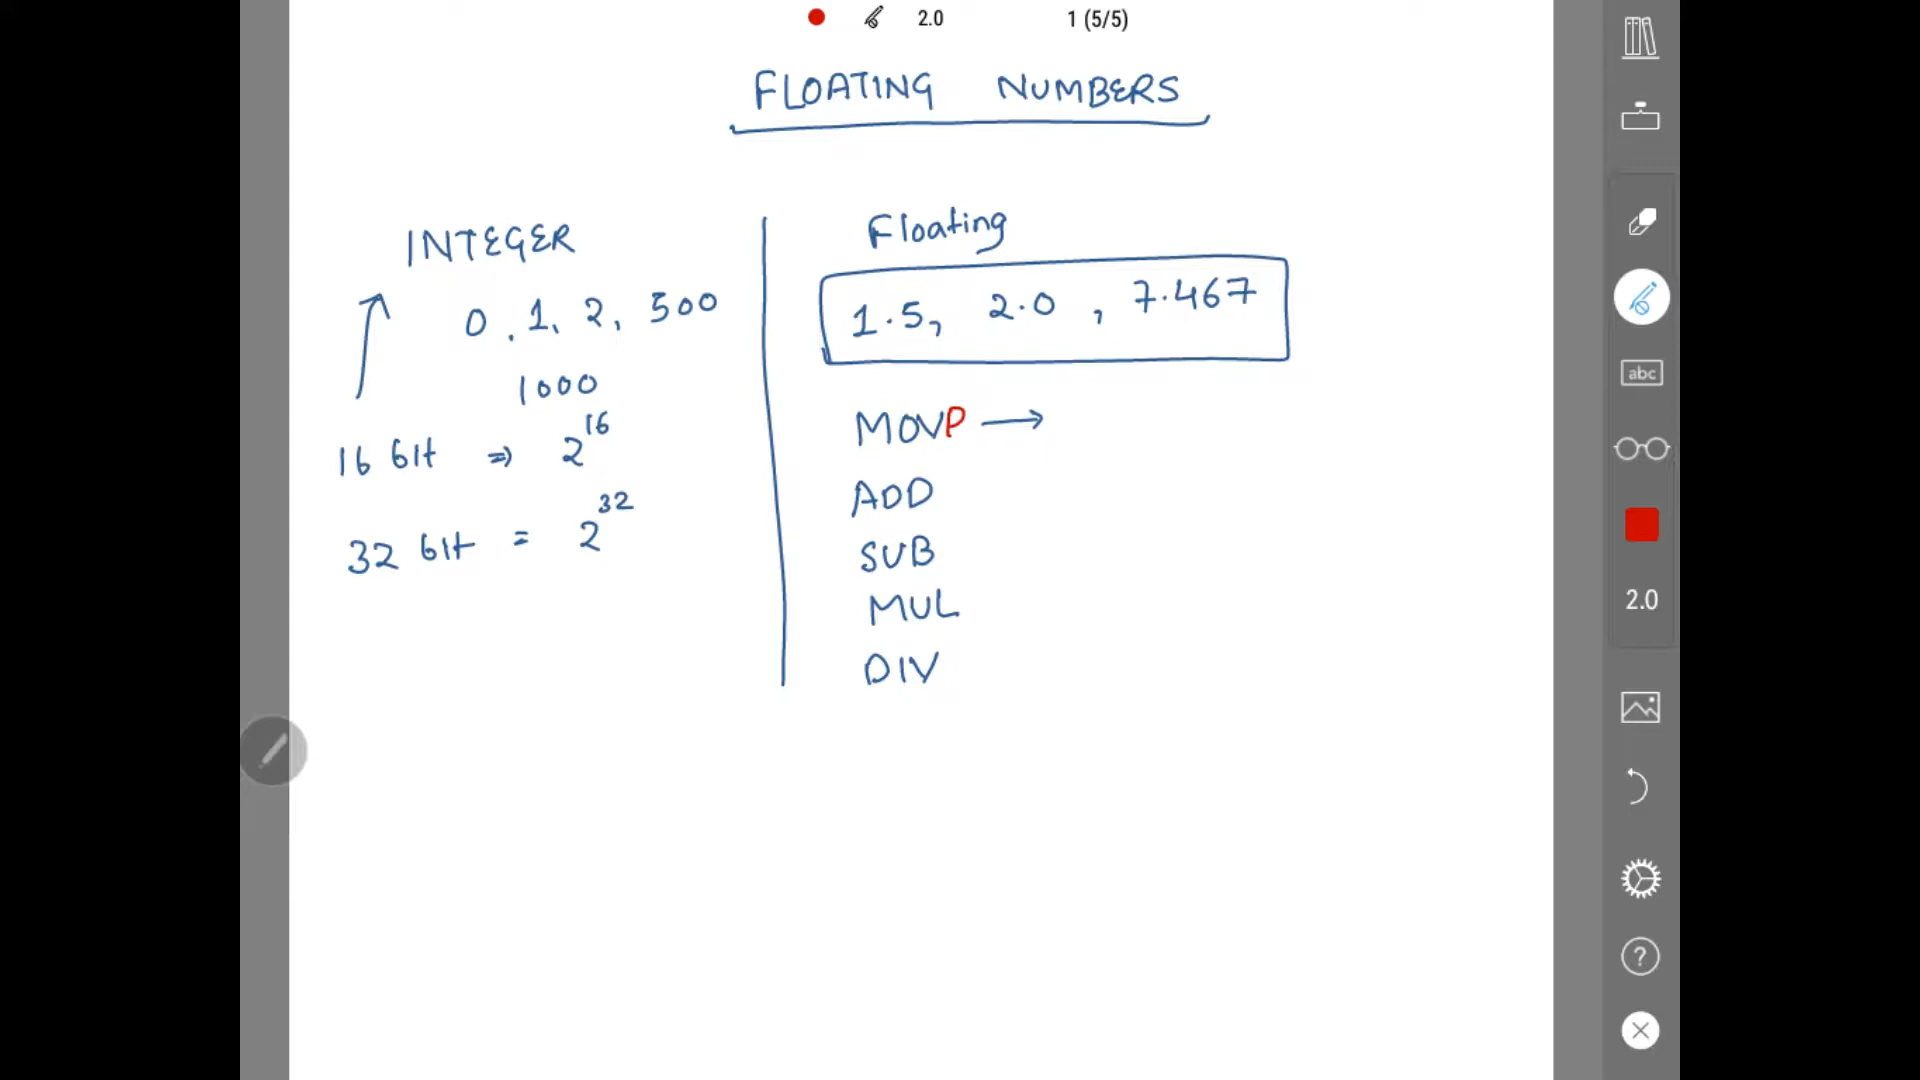 2.0 1 (5/5)
FLOATING NUMBERS
INTEGER
0, 1, 2, 500
1000
16 bit ⇒ 2^16
32 bit = 2^32
Floating
1.5, 2.0, 7.467
MOVP →
ADD
SUB
MUL
DIV
abc
2.0
?